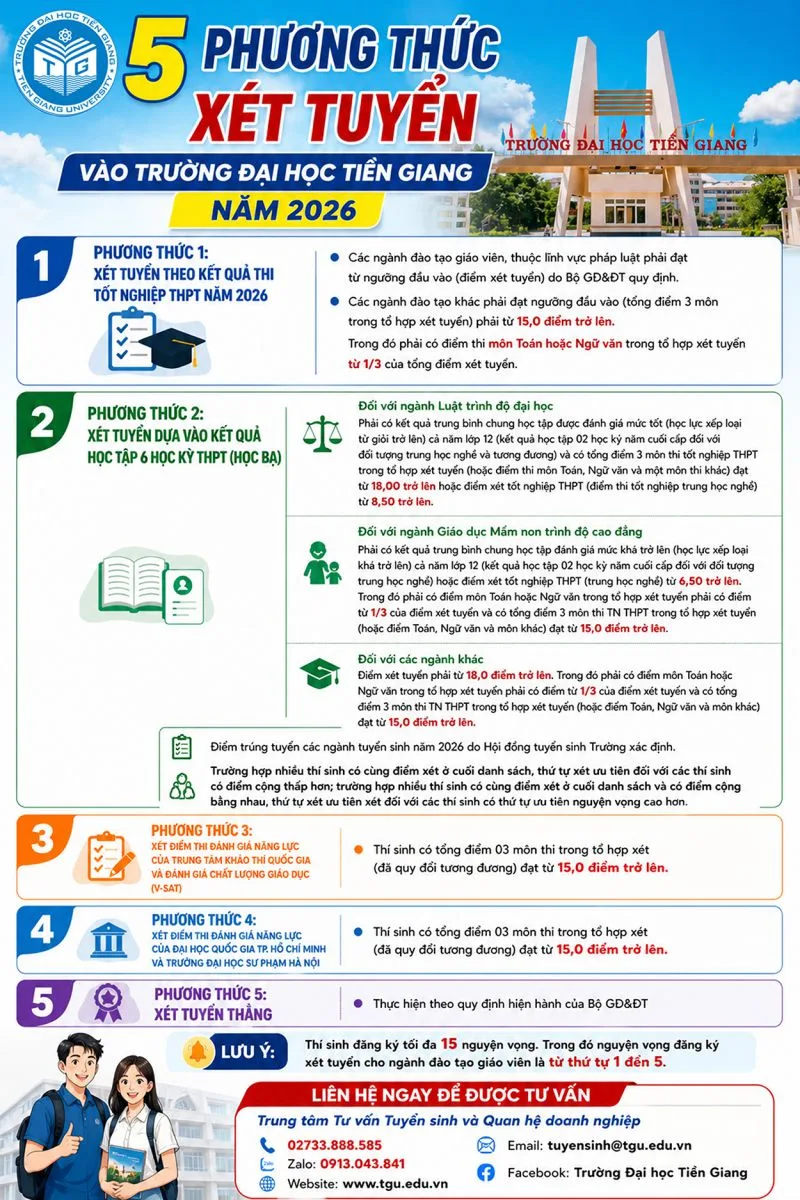 TRƯỜNG ĐẠI HỌC TIỀN GIANG
TG
TIEN GIANG UNIVERSITY
5 PHƯƠNG THỨC
XÉT TUYỂN
TRƯỜNG ĐẠI HỌC TIỀN GIANG
VÀO TRƯỜNG ĐẠI HỌC TIỀN GIANG
NĂM 2026
1
PHƯƠNG THỨC 1:
XÉT TUYỂN THEO KẾT QUẢ THI
TỐT NGHIỆP THPT NĂM 2026
Các ngành đào tạo giáo viên, thuộc lĩnh vực pháp luật phải đạt
từ ngưỡng đầu vào (điểm xét tuyển) do Bộ GD&ĐT quy định.
Các ngành đào tạo khác phải đạt ngưỡng đầu vào (tổng điểm 3 môn
trong tổ hợp xét tuyển) phải từ 15,0 điểm trở lên.
Trong đó phải có điểm thi môn Toán hoặc Ngữ văn trong tổ hợp xét tuyển
từ 1/3 của tổng điểm xét tuyển.
2
PHƯƠNG THỨC 2:
XÉT TUYỂN DỰA VÀO KẾT QUẢ
HỌC TẬP 6 HỌC KỲ THPT (HỌC BẠ)
Đối với ngành Luật trình độ đại học
Phải có kết quả trung bình chung học tập được đánh giá mức tốt (học lực xếp loại
từ giỏi trở lên) cả năm lớp 12 (kết quả học tập 02 học kỳ năm cuối cấp đối với
đối tượng trung học nghề và tương đương) và có tổng điểm 3 môn thi tốt nghiệp THPT
trong tổ hợp xét tuyển (hoặc điểm thi môn Toán, Ngữ văn và một môn thi khác) đạt
từ 18,00 trở lên hoặc điểm xét tốt nghiệp THPT (điểm thi tốt nghiệp trung học nghề)
từ 8,50 trở lên.
Đối với ngành Giáo dục Mầm non trình độ cao đẳng
Phải có kết quả trung bình chung học tập đánh giá mức khá trở lên (học lực xếp loại
khá trở lên) cả năm lớp 12 (kết quả học tập 02 học kỳ năm cuối cấp đối với đối tượng
trung học nghề) hoặc điểm xét tốt nghiệp THPT (trung học nghề) từ 6,50 trở lên.
Trong đó phải có điểm môn Toán hoặc Ngữ văn trong tổ hợp xét tuyển phải có điểm
từ 1/3 của điểm xét tuyển và có tổng điểm 3 môn thi TN THPT trong tổ hợp xét tuyển
(hoặc điểm Toán, Ngữ văn và môn khác) đạt từ 15,0 điểm trở lên.
Đối với các ngành khác
Điểm xét tuyển phải từ 18,0 điểm trở lên. Trong đó phải có điểm môn Toán hoặc
Ngữ văn trong tổ hợp xét tuyển phải có điểm từ 1/3 của điểm xét tuyển và có tổng
điểm 3 môn thi TN THPT trong tổ hợp xét tuyển (hoặc điểm Toán, Ngữ văn và môn khác)
đạt từ 15,0 điểm trở lên.
Điểm trúng tuyển các ngành tuyển sinh năm 2026 do Hội đồng tuyển sinh Trường xác định.
Trường hợp nhiều thí sinh có cùng điểm xét ở cuối danh sách, thứ tự xét ưu tiên đối với các thí sinh
có điểm cộng thấp hơn; trường hợp nhiều thí sinh có cùng điểm xét ở cuối danh sách và có điểm cộng
bằng nhau, thứ tự xét ưu tiên xét đối với các thí sinh có thứ tự ưu tiên nguyện vọng cao hơn.
3
PHƯƠNG THỨC 3:
XÉT ĐIỂM THI ĐÁNH GIÁ NĂNG LỰC
CỦA TRUNG TÂM KHẢO THÍ QUỐC GIA
VÀ ĐÁNH GIÁ CHẤT LƯỢNG GIÁO DỤC
(V-SAT)
Thí sinh có tổng điểm 03 môn thi trong tổ hợp xét
(đã quy đổi tương đương) đạt từ 15,0 điểm trở lên.
4
PHƯƠNG THỨC 4:
XÉT ĐIỂM THI ĐÁNH GIÁ NĂNG LỰC
CỦA ĐẠI HỌC QUỐC GIA TP. HỒ CHÍ MINH
VÀ TRƯỜNG ĐẠI HỌC SƯ PHẠM HÀ NỘI
Thí sinh có tổng điểm 03 môn thi trong tổ hợp xét
(đã quy đổi tương đương) đạt từ 15,0 điểm trở lên.
5
PHƯƠNG THỨC 5:
XÉT TUYỂN THẲNG
Thực hiện theo quy định hiện hành của Bộ GD&ĐT
LƯU Ý:
Thí sinh đăng ký tối đa 15 nguyện vọng. Trong đó nguyện vọng đăng ký
xét tuyển cho ngành đào tạo giáo viên là từ thứ tự 1 đến 5.
LIÊN HỆ NGAY ĐỂ ĐƯỢC TƯ VẤN
Trung tâm Tư vấn Tuyển sinh và Quan hệ doanh nghiệp
02733.888.585
Zalo: 0913.043.841
Website: www.tgu.edu.vn
Email: tuyensinh@tgu.edu.vn
Facebook: Trường Đại học Tiền Giang